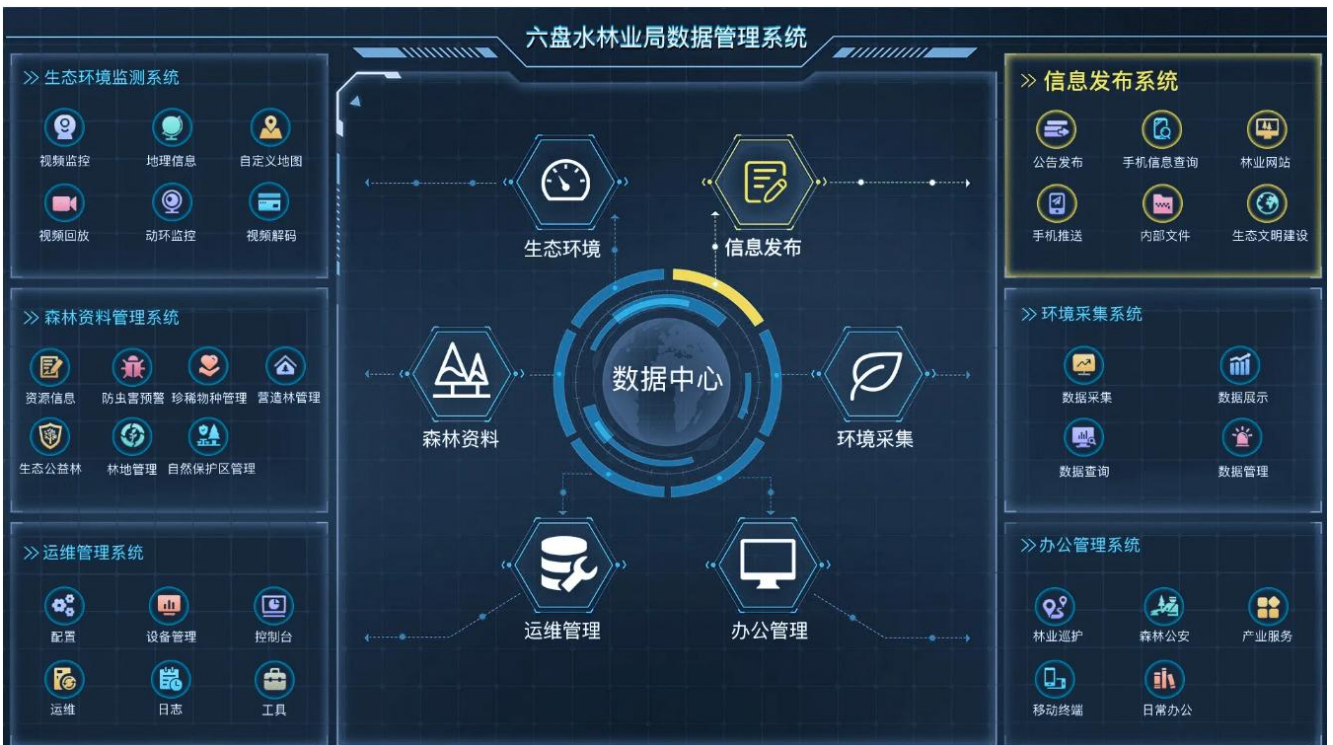 六盘水林业局数据管理系统
生态环境监测系统
视频监控 地理信息 自定义地图
视频回放 动环监控 视频解码
森林资料管理系统
资源信息 防虫害预警 珍稀物种管理 营造林管理
生态公益林 林地管理 自然保护区管理
运维管理系统
配置 设备管理 控制台
运维 日志 工具
生态环境 信息发布
森林资料 数据中心 环境采集
运维管理 办公管理
信息发布系统
公告发布 手机信息查询 林业网站
手机推送 内部文件 生态文明建设
环境采集系统
数据采集 数据展示
数据查询 数据管理
办公管理系统
林业巡护 森林公安 产业服务
移动终端 日常办公